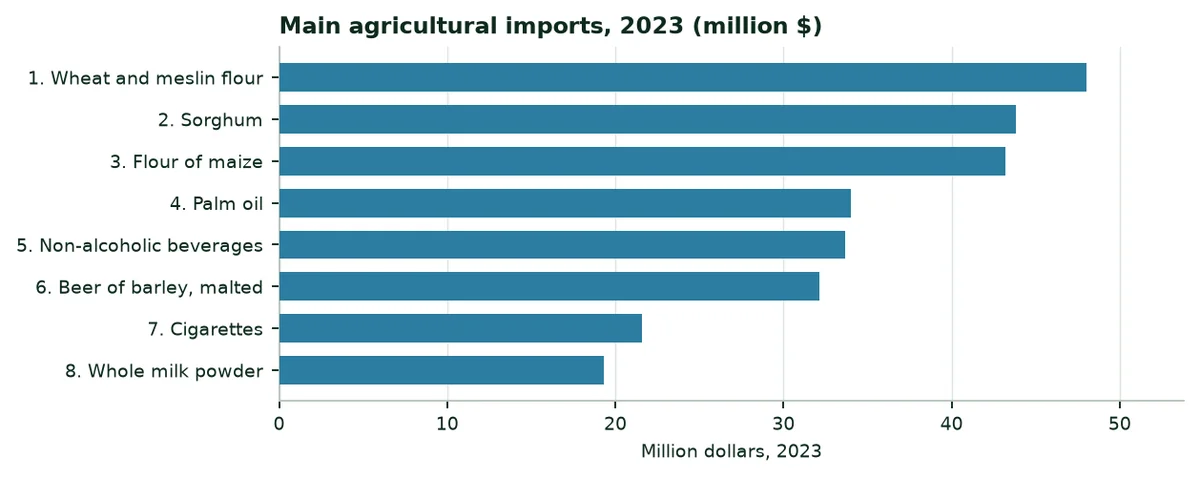 Main agricultural imports, 2023 (million $)
1. Wheat and meslin flour
2. Sorghum
3. Flour of maize
4. Palm oil
5. Non-alcoholic beverages
6. Beer of barley, malted
7. Cigarettes
8. Whole milk powder
0 10 20 30 40 50
Million dollars, 2023